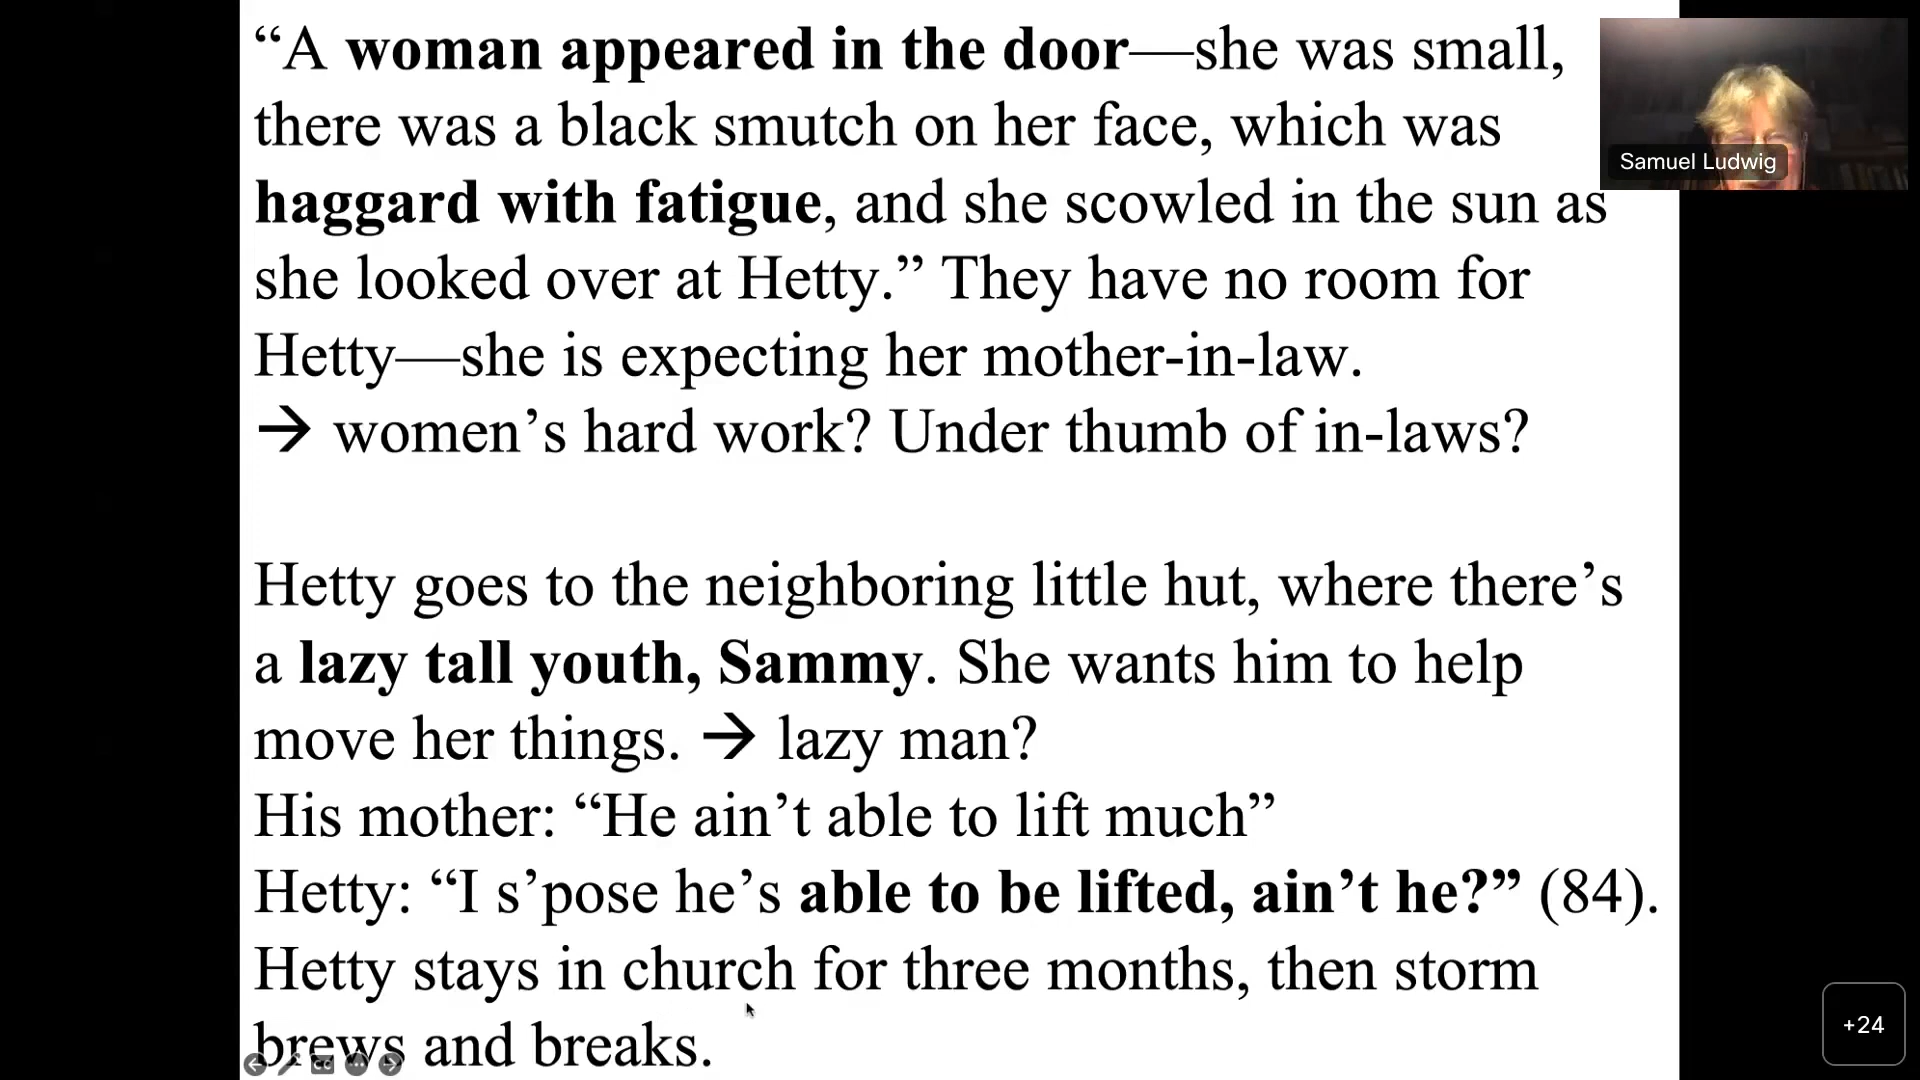 “A woman appeared in the door—she was small,
there was a black smutch on her face, which was
haggard with fatigue, and she scowled in the sun as
she looked over at Hetty.” They have no room for
Hetty—she is expecting her mother-in-law.
→ women’s hard work? Under thumb of in-laws?
Hetty goes to the neighboring little hut, where there’s
a lazy tall youth, Sammy. She wants him to help
move her things. → lazy man?
His mother: “He ain’t able to lift much”
Hetty: “I s’pose he’s able to be lifted, ain’t he?” (84).
Hetty stays in church for three months, then storm
brews and breaks.
Samuel Ludwig
+24
CC